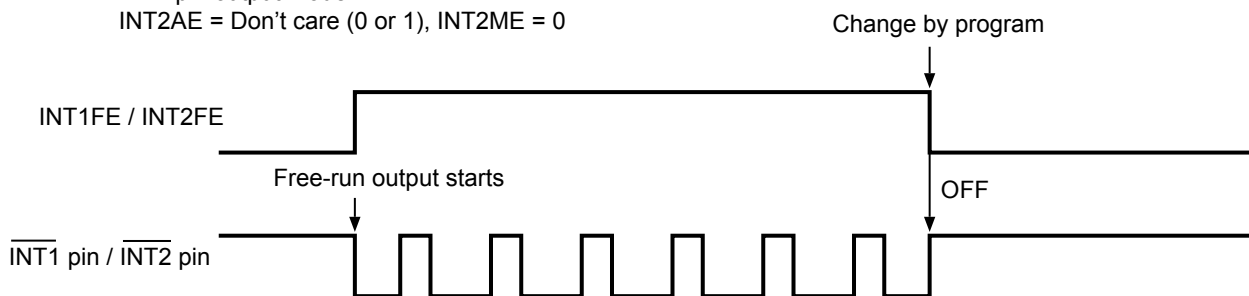 INT2AE = Don't care (0 or 1), INT2ME = 0
Change by program
INT1FE / INT2FE
Free-run output starts
OFF
INT1 pin / INT2 pin